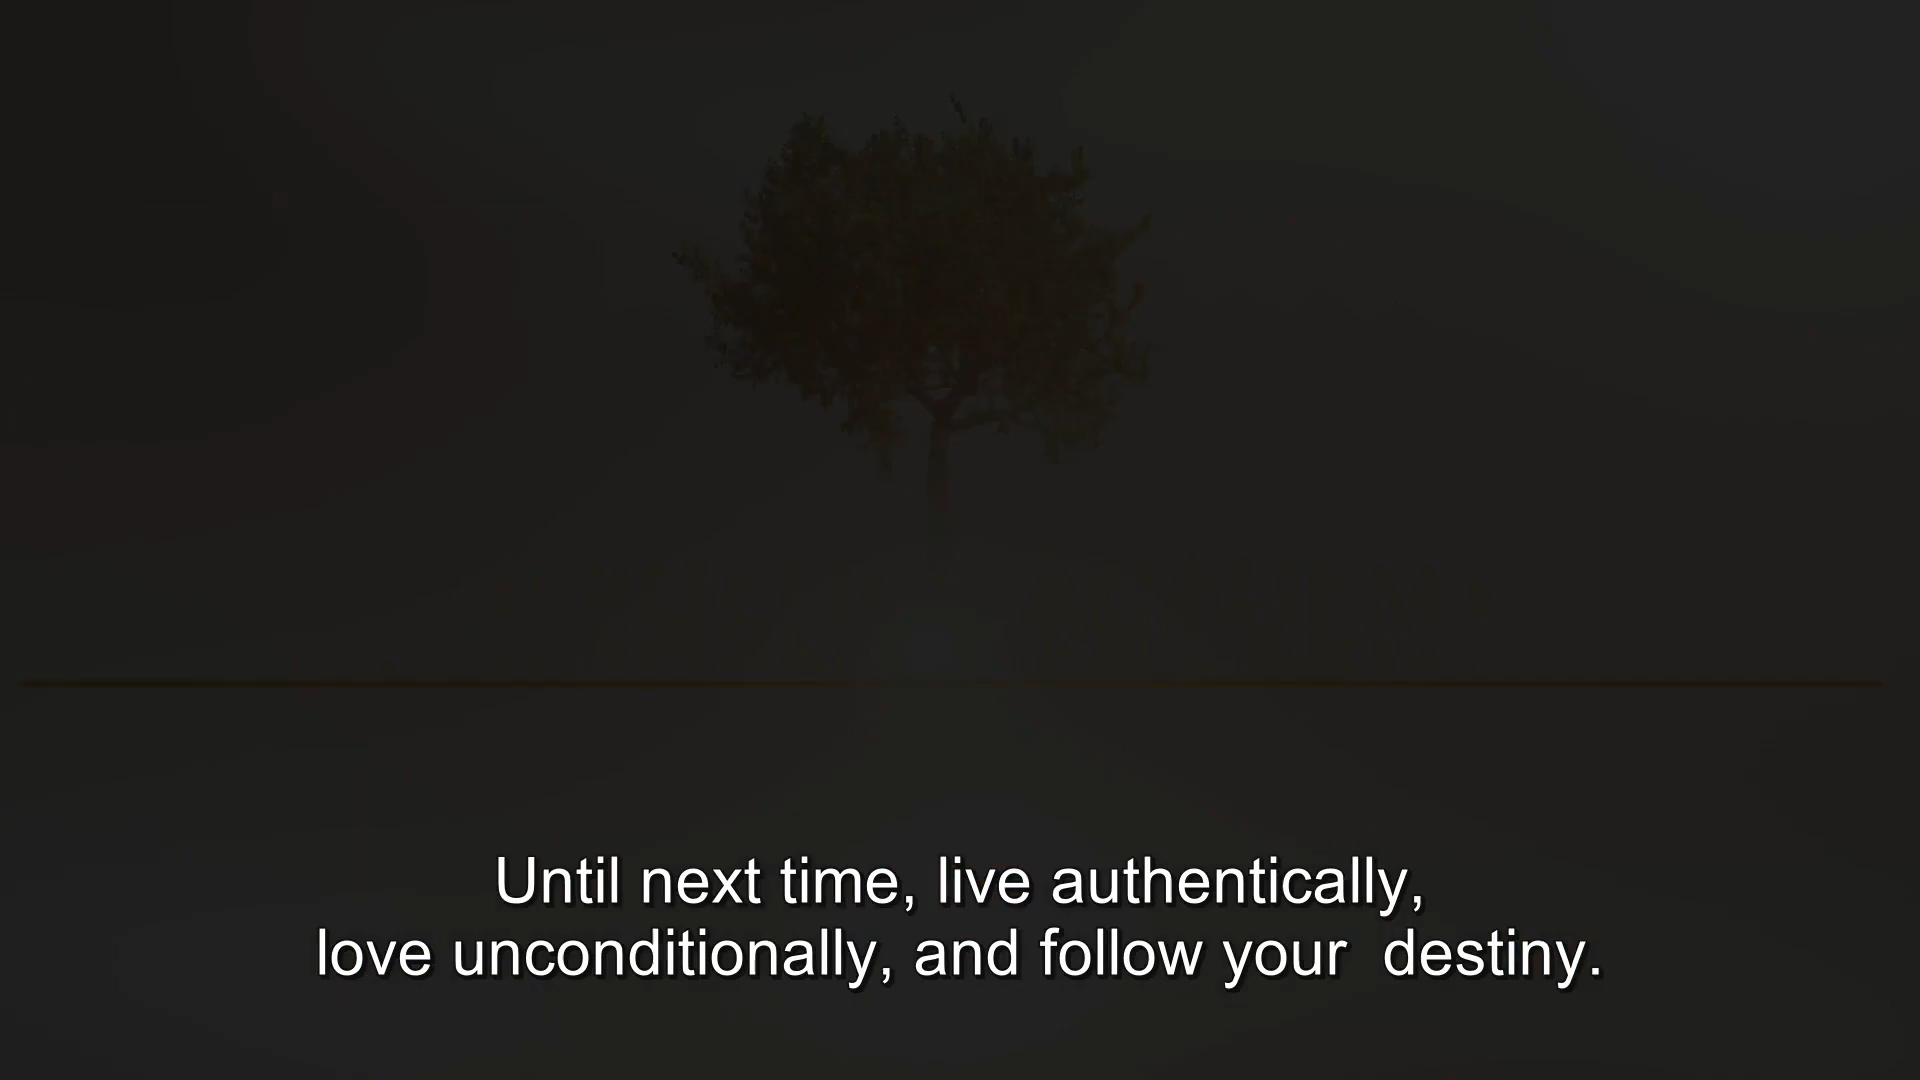 Until next time, live authentically,
love unconditionally, and follow your  destiny.